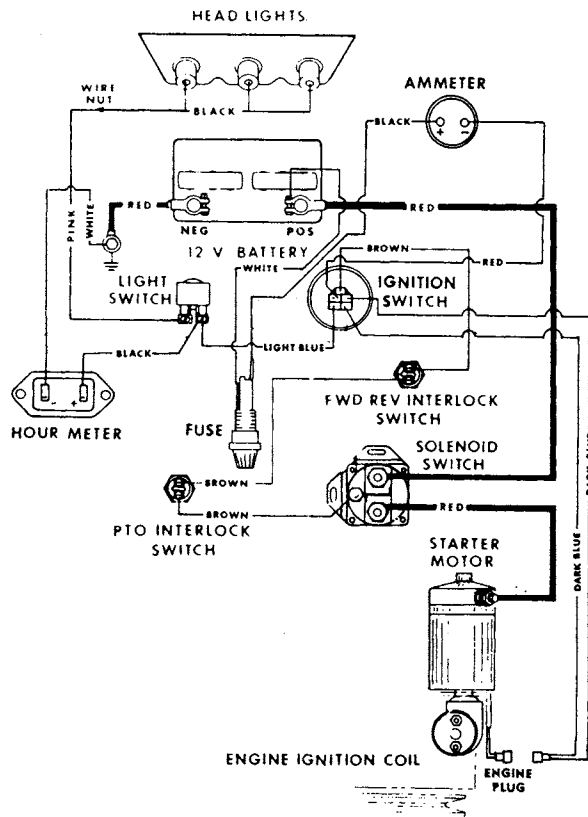 HEAD LIGHTS.
WIRE
NUT
BLACK
AMMETER
BLACK
+ -
RED
NEG
POS
RED
PINK
WHITE
12 V BATTERY
BROWN
WHITE
RED
LIGHT
SWITCH
IGNITION
SWITCH
BLACK
LIGHT BLUE
- +
HOUR METER
FUSE
FWD REV INTERLOCK
SWITCH
SOLENOID
SWITCH
BROWN
BROWN
RED
PTO INTERLOCK
SWITCH
STARTER
MOTOR
DARK BLUE
ENGINE IGNITION COIL
ENGINE
PLUG